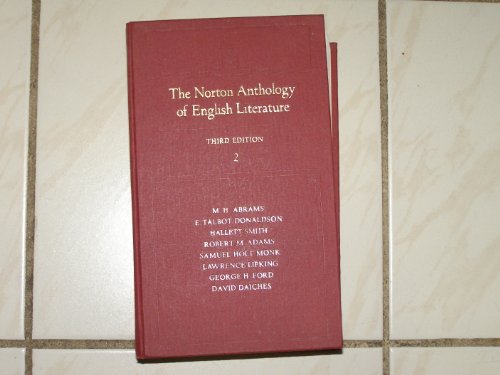 The Norton Anthology
of English Literature
THIRD EDITION
2
M. H. ABRAMS
E. TALBOT DONALDSON
HALLETT SMITH
ROBERT M. ADAMS
SAMUEL HOLT MONK
LAWRENCE LIPKING
GEORGE H. FORD
DAVID DAICHES